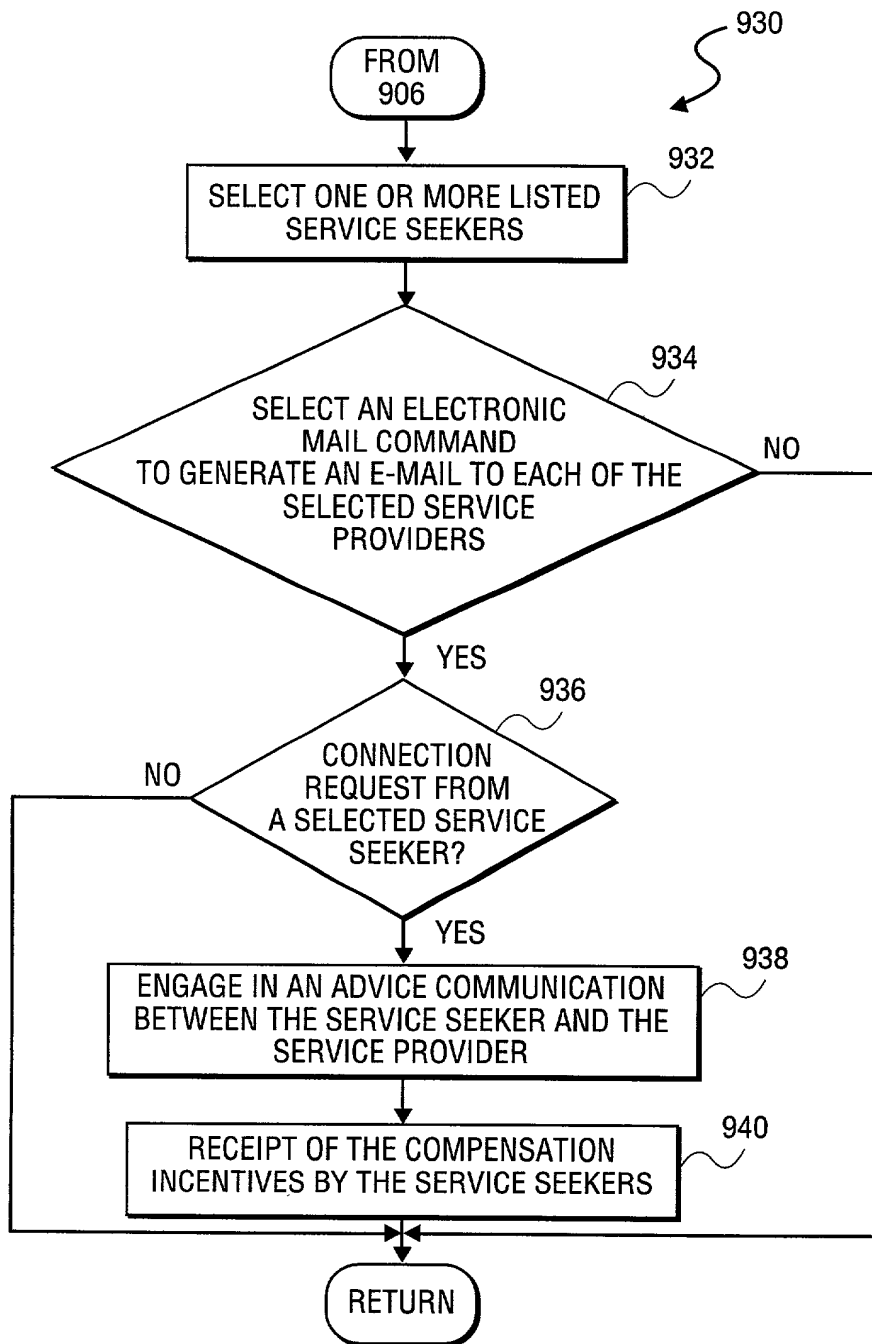 930
FROM
906
932
SELECT ONE OR MORE LISTED
SERVICE SEEKERS
934
SELECT AN ELECTRONIC
MAIL COMMAND
TO GENERATE AN E-MAIL TO EACH OF THE
SELECTED SERVICE
PROVIDERS
NO
YES
936
CONNECTION
REQUEST FROM
A SELECTED SERVICE
SEEKER?
NO
YES
938
ENGAGE IN AN ADVICE COMMUNICATION
BETWEEN THE SERVICE SEEKER AND THE
SERVICE PROVIDER
940
RECEIPT OF THE COMPENSATION
INCENTIVES BY THE SERVICE SEEKERS
RETURN